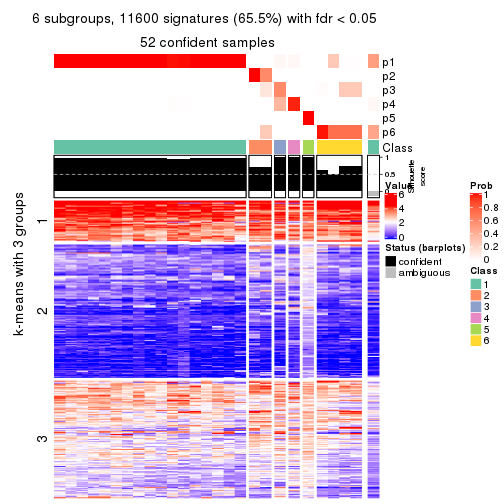 6 subgroups, 11600 signatures (65.5%) with fdr < 0.05
52 confident samples
p1
p2
p3
p4
p5
p6
Class
1
0.5
0
Silhouette
score
k-means with 3 groups
1
2
3
Value
6
4
2
0
Status (barplots)
confident
ambiguous
Prob
1
0.8
0.6
0.4
0.2
0
Class
1
2
3
4
5
6